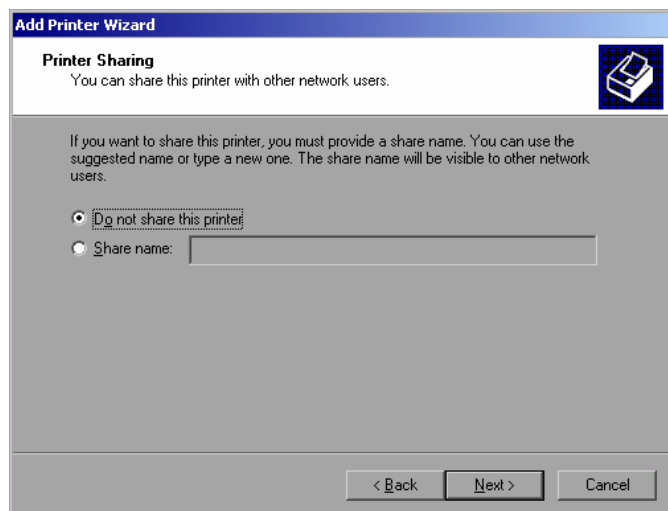 Add Printer Wizard
Printer Sharing
You can share this printer with other network users.
If you want to share this printer, you must provide a share name. You can use the
suggested name or type a new one. The share name will be visible to other network
users.
Do not share this printer
Share name:
< Back
Next >
Cancel